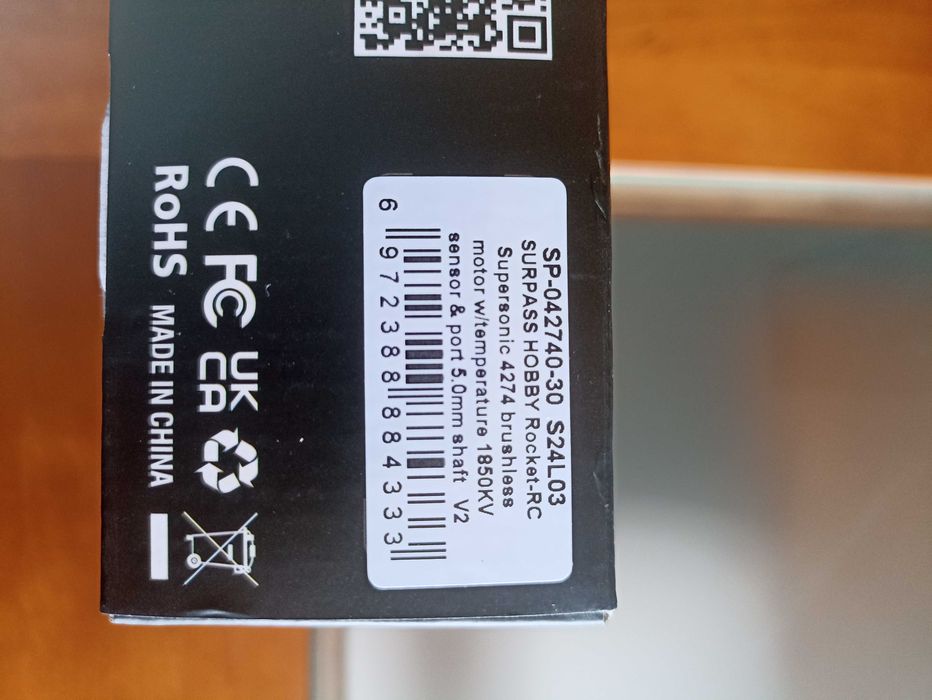 SP-042740-30 S24L03
SURPASS HOBBY Rocket-RC
Supersonic 4274 brushless
motor w/temperature 1850KV
sensor & port 5.0mm shaft V2
6 972388 884333
CE FC UK
CA
RoHS MADE IN CHINA